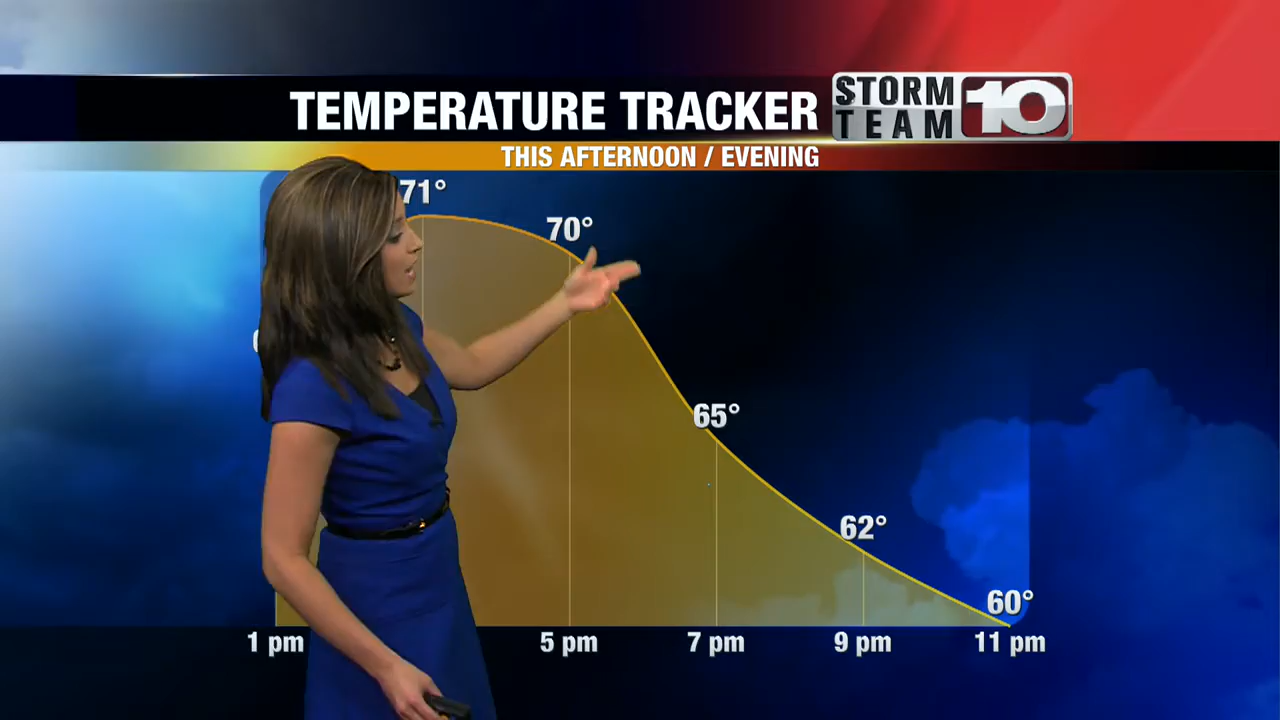 TEMPERATURE TRACKER
STORM
TEAM
10
THIS AFTERNOON / EVENING
71°
70°
65°
62°
60°
1 pm
5 pm
7 pm
9 pm
11 pm